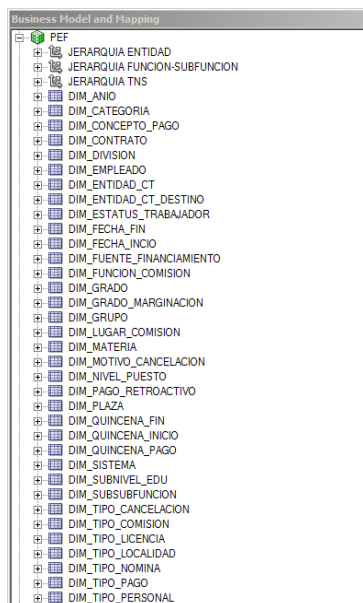 Business Model and Mapping
PEF
JERARQUIA ENTIDAD
JERARQUIA FUNCION-SUBFUNCION
JERARQUIA TNS
DIM_ANIO
DIM_CATEGORIA
DIM_CONCEPTO_PAGO
DIM_CONTRATO
DIM_DIVISION
DIM_EMPLEADO
DIM_ENTIDAD_CT
DIM_ENTIDAD_CT_DESTINO
DIM_ESTATUS_TRABAJADOR
DIM_FECHA_FIN
DIM_FECHA_INCIO
DIM_FUENTE_FINANCIAMIENTO
DIM_FUNCION_COMISION
DIM_GRADO
DIM_GRADO_MARGINACION
DIM_GRUPO
DIM_LUGAR_COMISION
DIM_MATERIA
DIM_MOTIVO_CANCELACION
DIM_NIVEL_PUESTO
DIM_PAGO_RETROACTIVO
DIM_PLAZA
DIM_QUINCENA_FIN
DIM_QUINCENA_INICIO
DIM_QUINCENA_PAGO
DIM_SISTEMA
DIM_SUBNIVEL_EDU
DIM_SUBSUBFUNCION
DIM_TIPO_CANCELACION
DIM_TIPO_COMISION
DIM_TIPO_LICENCIA
DIM_TIPO_LOCALIDAD
DIM_TIPO_NOMINA
DIM_TIPO_PAGO
DIM_TIPO_PERSONAL